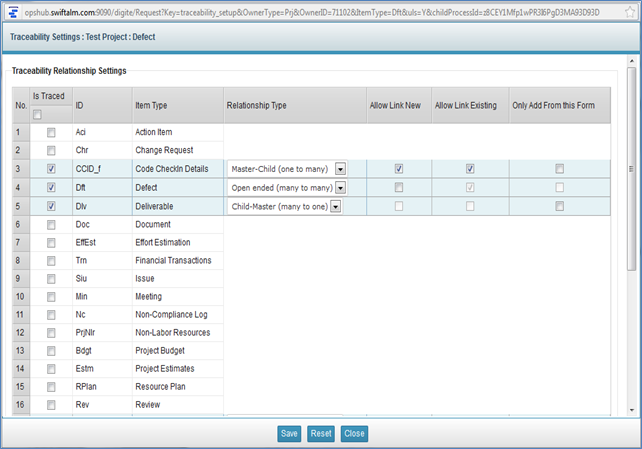 opshub.swiftalm.com:9090/digite/Request?Key=traceability_setup&OwnerType=Prj&OwnerID=71102&ItemType=Dft&uls=Y&childProcessId=z8CEY1Mfp1wPR3l6PgD3MA93D93D
Traceability Settings : Test Project : Defect
Traceability Relationship Settings
No. Is Traced ID Item Type Relationship Type Allow Link New Allow Link Existing Only Add From this Form
1 Aci Action Item
2 Chr Change Request
3 CCID_f Code CheckIn Details Master-Child (one to many)
4 Dft Defect Open ended (many to many)
5 Dlv Deliverable Child-Master (many to one)
6 Doc Document
7 EffEst Effort Estimation
8 Trn Financial Transactions
9 Siu Issue
10 Min Meeting
11 Nc Non-Compliance Log
12 PrjNlr Non-Labor Resources
13 Bdgt Project Budget
14 Estm Project Estimates
15 RPlan Resource Plan
16 Rev Review
Save Reset Close